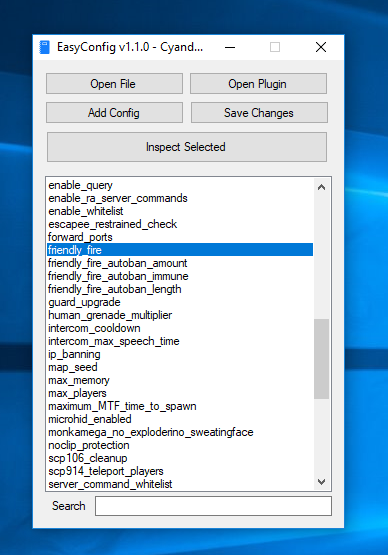 EasyConfig v1.1.0 - Cyand...
Open File
Open Plugin
Add Config
Save Changes
Inspect Selected
enable_query
enable_ra_server_commands
enable_whitelist
escapee_restrained_check
forward_ports
friendly_fire
friendly_fire_autoban_amount
friendly_fire_autoban_immune
friendly_fire_autoban_length
guard_upgrade
human_grenade_multiplier
intercom_cooldown
intercom_max_speech_time
ip_banning
map_seed
max_memory
max_players
maximum_MTF_time_to_spawn
microhid_enabled
monkamega_no_exploderino_sweatingface
noclip_protection
scp106_cleanup
scp914_teleport_players
server_command_whitelist
Search